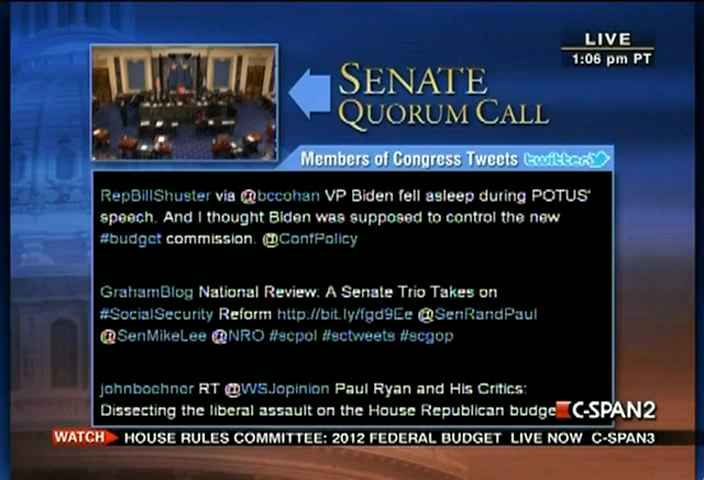 LIVE
1:06 pm PT
SENATE
QUORUM CALL
Members of Congress Tweets twitter
RepBillShuster via @bccohan VP Biden fell asleep during POTUS'
speech. And I thought Biden was supposed to control the new
#budget commission. @ConfPolicy
GrahamBlog National Review: A Senate Trio Takes on
#SocialSecurity Reform http://bit.ly/fgd9Ee @SenRandPaul
@SenMikeLee @NRO #scpol #sctweets #scgop
johnboehner RT @WSJopinion Paul Ryan and His Critics:
Dissecting the liberal assault on the House Republican budge
C-SPAN2
WATCH HOUSE RULES COMMITTEE: 2012 FEDERAL BUDGET LIVE NOW C-SPAN3